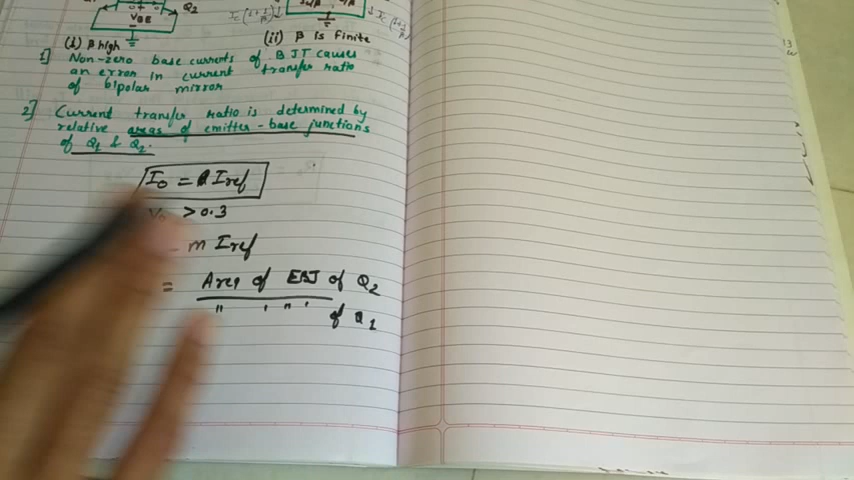 Q2
VBE
(i) β high
(ii) β is finite
1] Non-zero base currents of BJT causes
an error in current transfer ratio
of bipolar mirror
2] Current transfer ratio is determined by
relative areas of emitter-base junctions
of Q1 & Q2.
Io = Iref
> 0.3
m Iref
= Area of EBJ of Q2
" ' " ' of Q1